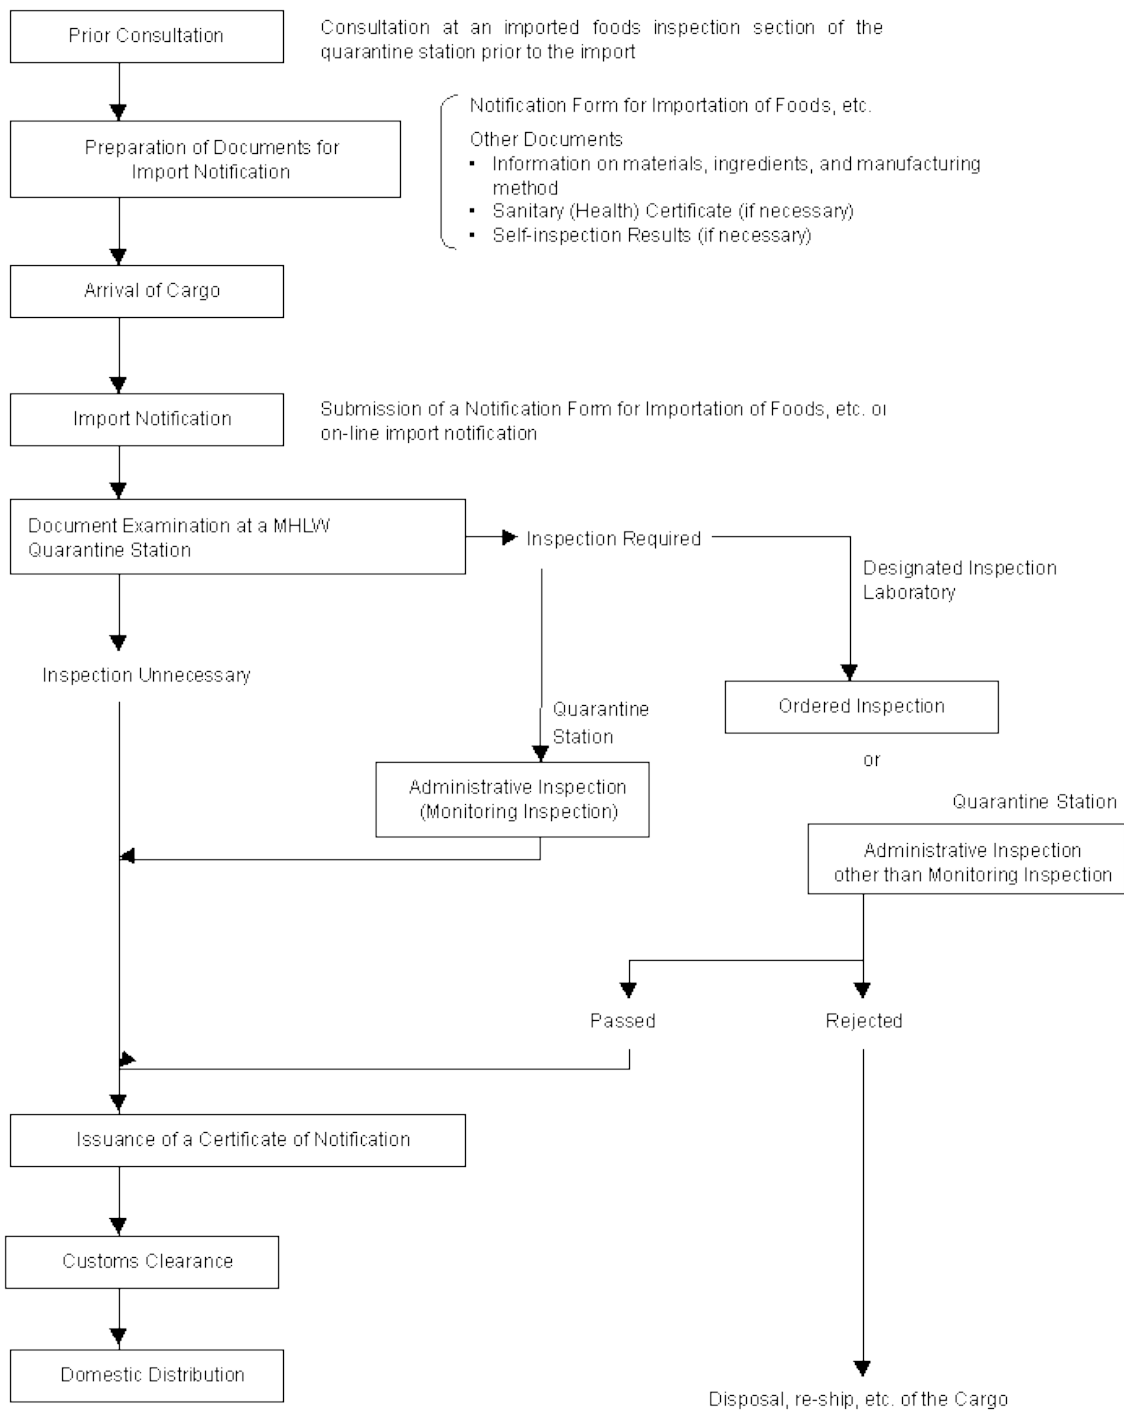 Prior Consultation
Consultation at an imported foods inspection section of the
quarantine station prior to the import
Notification Form for Importation of Foods, etc.
Other Documents
▪ Information on materials, ingredients, and manufacturing
method
▪ Sanitary (Health) Certificate (if necessary)
▪ Self-inspection Results (if necessary)
Preparation of Documents for
Import Notification
Arrival of Cargo
Import Notification
Submission of a Notification Form for Importation of Foods, etc. or
on-line import notification
Document Examination at a MHLW
Quarantine Station
Inspection Required
Designated Inspection
Laboratory
Inspection Unnecessary
Ordered Inspection
Quarantine
Station
or
Administrative Inspection
(Monitoring Inspection)
Quarantine Station
Administrative Inspection
other than Monitoring Inspection
Passed
Rejected
Issuance of a Certificate of Notification
Customs Clearance
Domestic Distribution
Disposal, re-ship, etc. of the Cargo